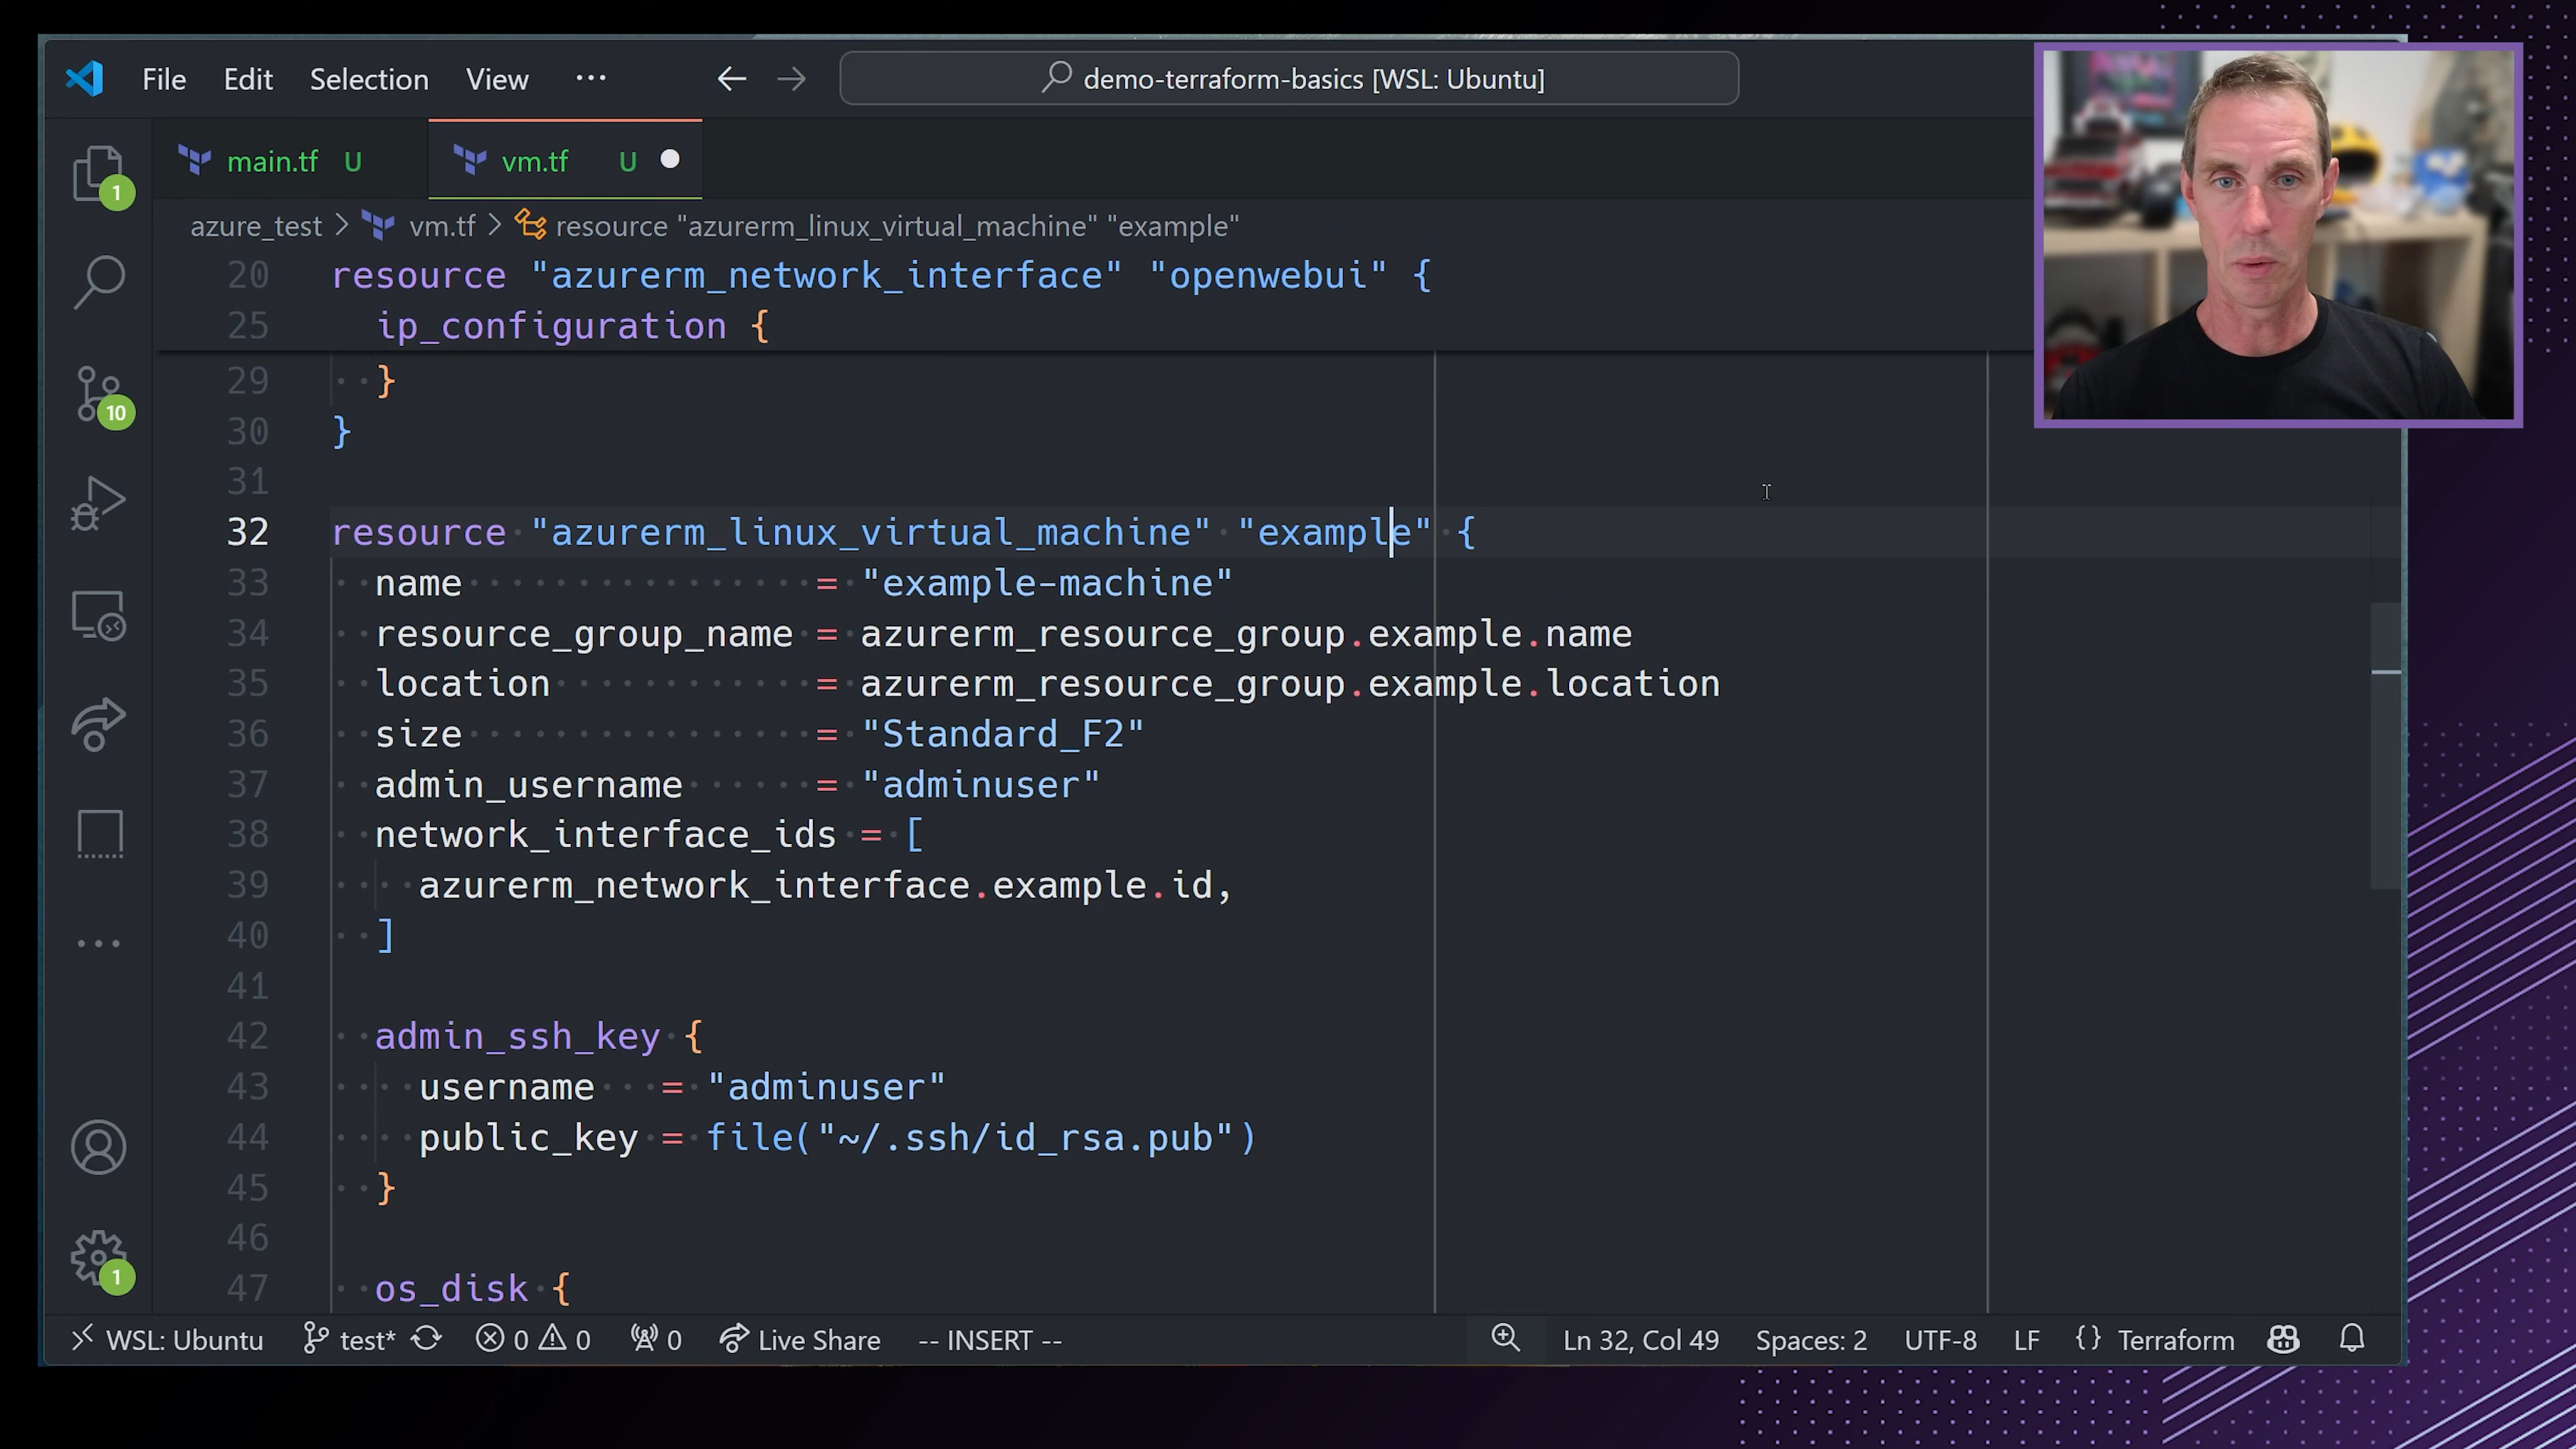 File Edit Selection View ···
demo-terraform-basics [WSL: Ubuntu]
main.tf U
vm.tf U
azure_test > vm.tf > resource "azurerm_linux_virtual_machine" "example"
20 resource "azurerm_network_interface" "openwebui" {
25 ip_configuration {
29 }
30 }
31
32 resource "azurerm_linux_virtual_machine" "example" {
33 name = "example-machine"
34 resource_group_name = azurerm_resource_group.example.name
35 location = azurerm_resource_group.example.location
36 size = "Standard_F2"
37 admin_username = "adminuser"
38 network_interface_ids = [
39 azurerm_network_interface.example.id,
40 ]
41
42 admin_ssh_key {
43 username = "adminuser"
44 public_key = file("~/.ssh/id_rsa.pub")
45 }
46
47 os_disk {
1
10
1
WSL: Ubuntu test* 0 0 0 Live Share -- INSERT -- Ln 32, Col 49 Spaces: 2 UTF-8 LF {} Terraform